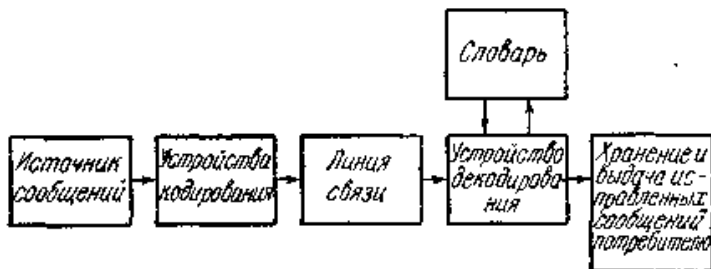 Словарь
Источник
сообщений
Устройства
кодирования
Линия
связи
Устройство
декодирова
ния
Хранение и
выдача ис-
правленных
сообщений
потребителю